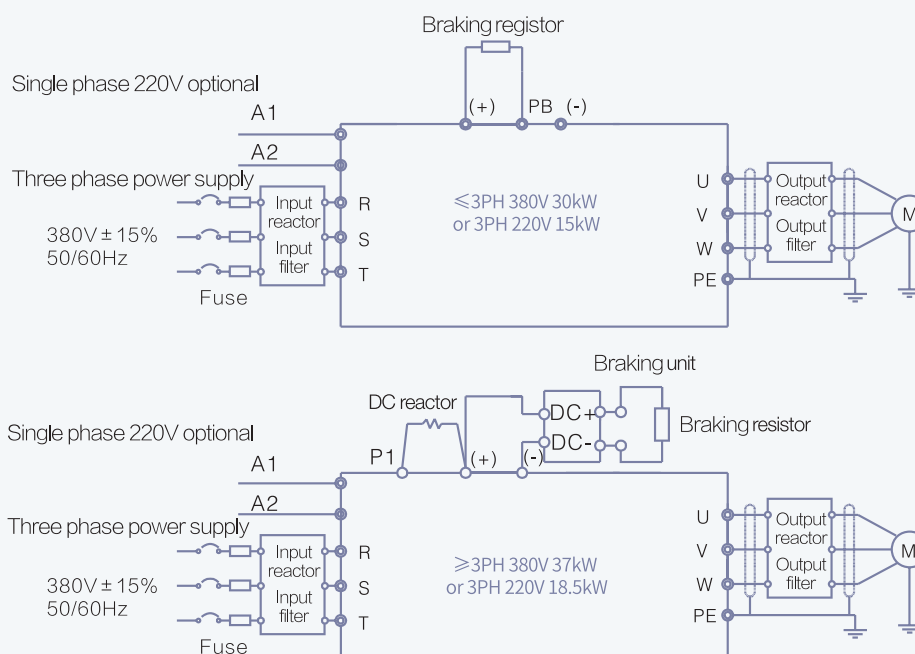 Braking registor
Single phase 220V optional
(+) PB (-)
A1
A2
Three phase power supply
380V±15%
50/60Hz
Fuse
Input
reactor
Input
filter
R
S
T
≤3PH 380V 30kW
or 3PH 220V 15kW
U
V
W
PE
Output
reactor
Output
filter
M
Braking unit
DC reactor
DC+
DC-
Braking resistor
Single phase 220V optional
P1 (+) (-)
A1
A2
Three phase power supply
380V±15%
50/60Hz
Fuse
Input
reactor
Input
filter
R
S
T
≥3PH 380V 37kW
or 3PH 220V 18.5kW
U
V
W
PE
Output
reactor
Output
filter
M